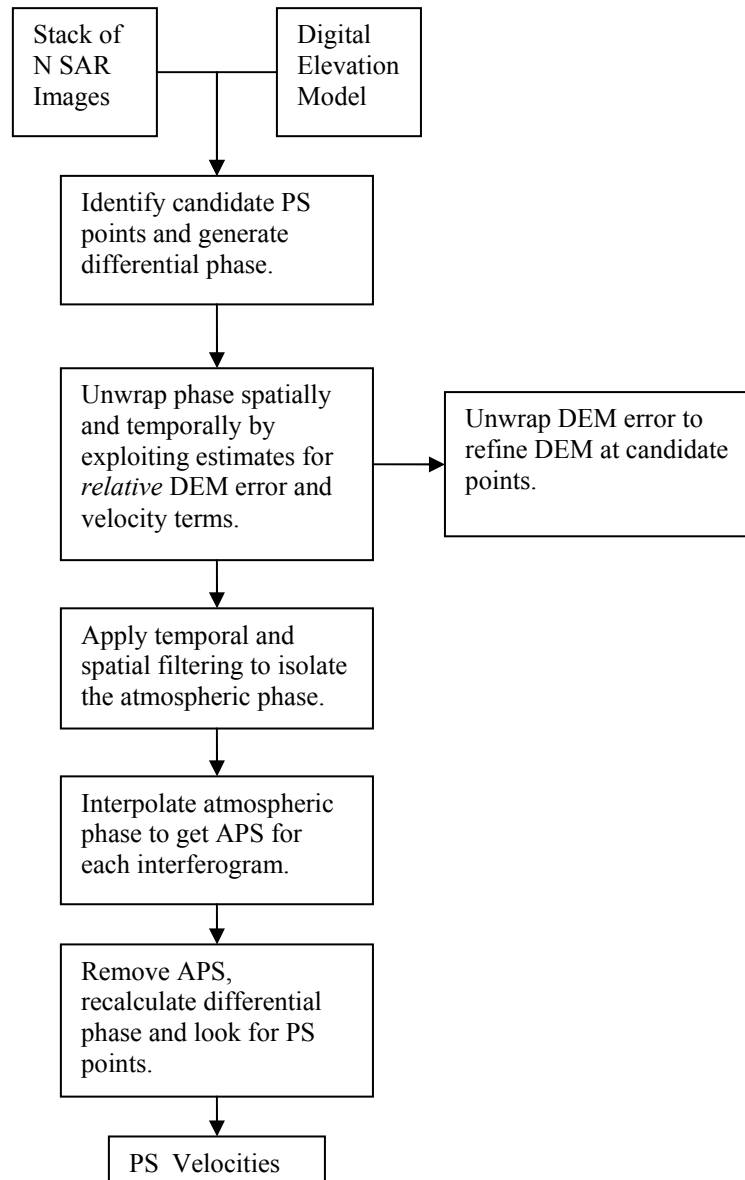 Stack of
N SAR
Images
Digital
Elevation
Model
Identify candidate PS
points and generate
differential phase.
Unwrap phase spatially
and temporally by
exploiting estimates for
relative DEM error and
velocity terms.
Unwrap DEM error to
refine DEM at candidate
points.
Apply temporal and
spatial filtering to isolate
the atmospheric phase.
Interpolate atmospheric
phase to get APS for
each interferogram.
Remove APS,
recalculate differential
phase and look for PS
points.
PS Velocities